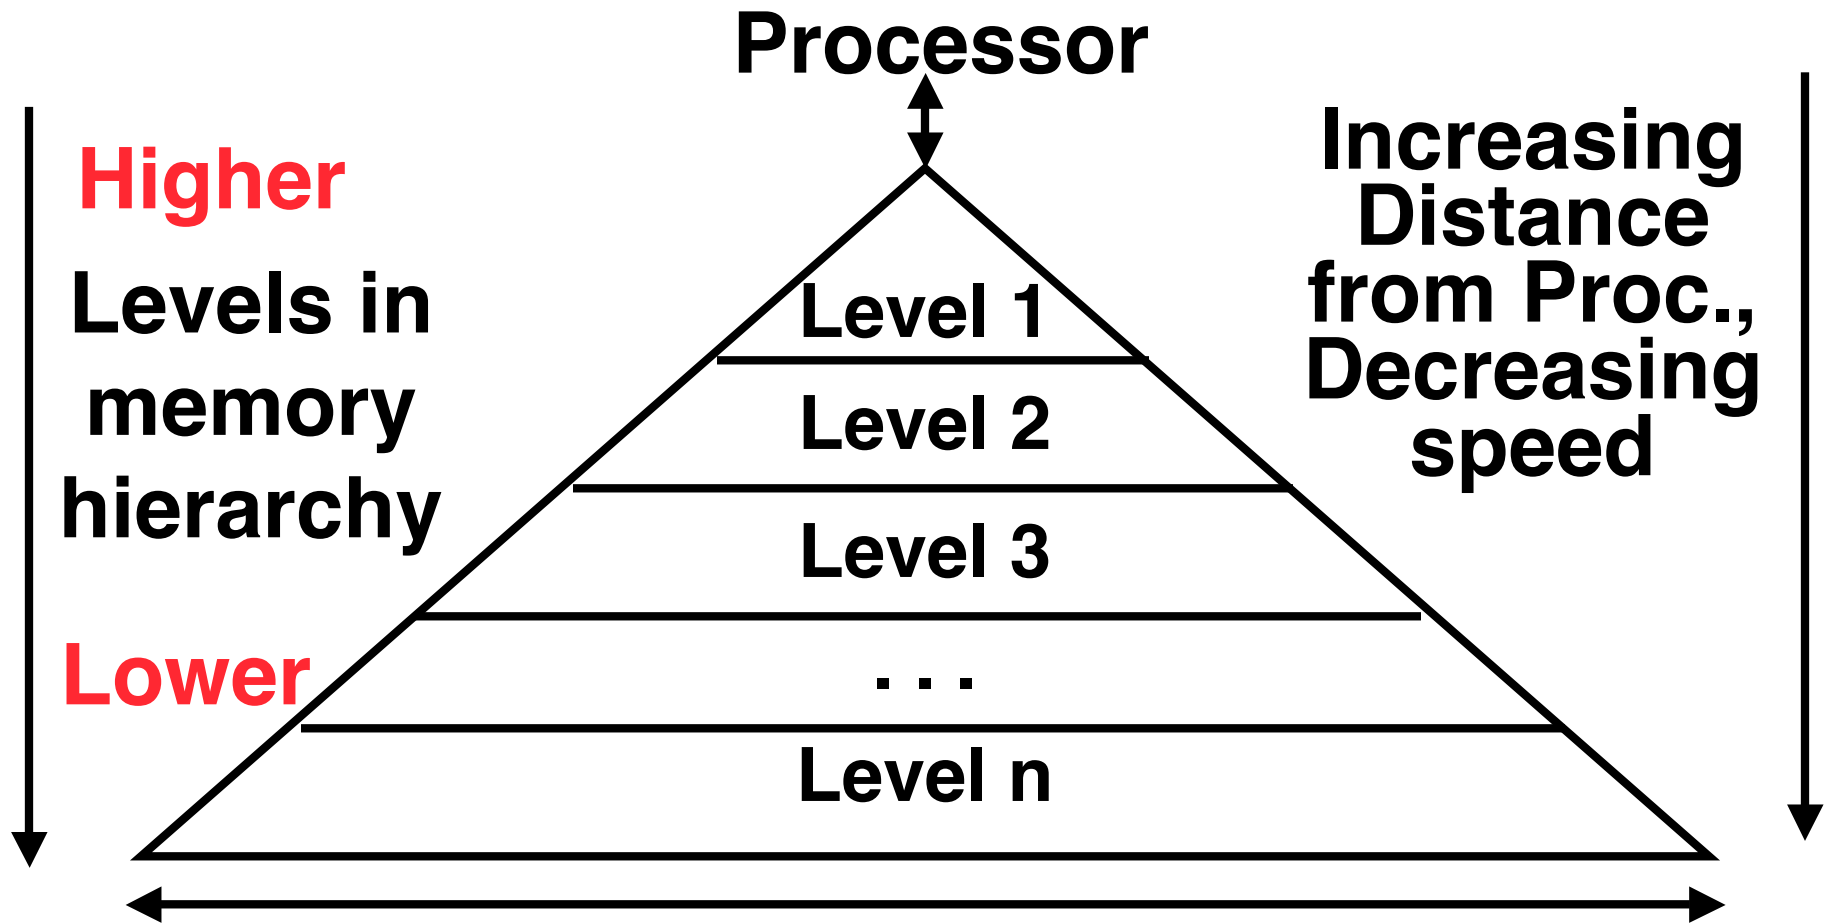 Processor
Higher
Levels in
memory
hierarchy
Lower
Level 1
Level 2
Level 3
. . .
Level n
Increasing
Distance
from Proc.,
Decreasing
speed